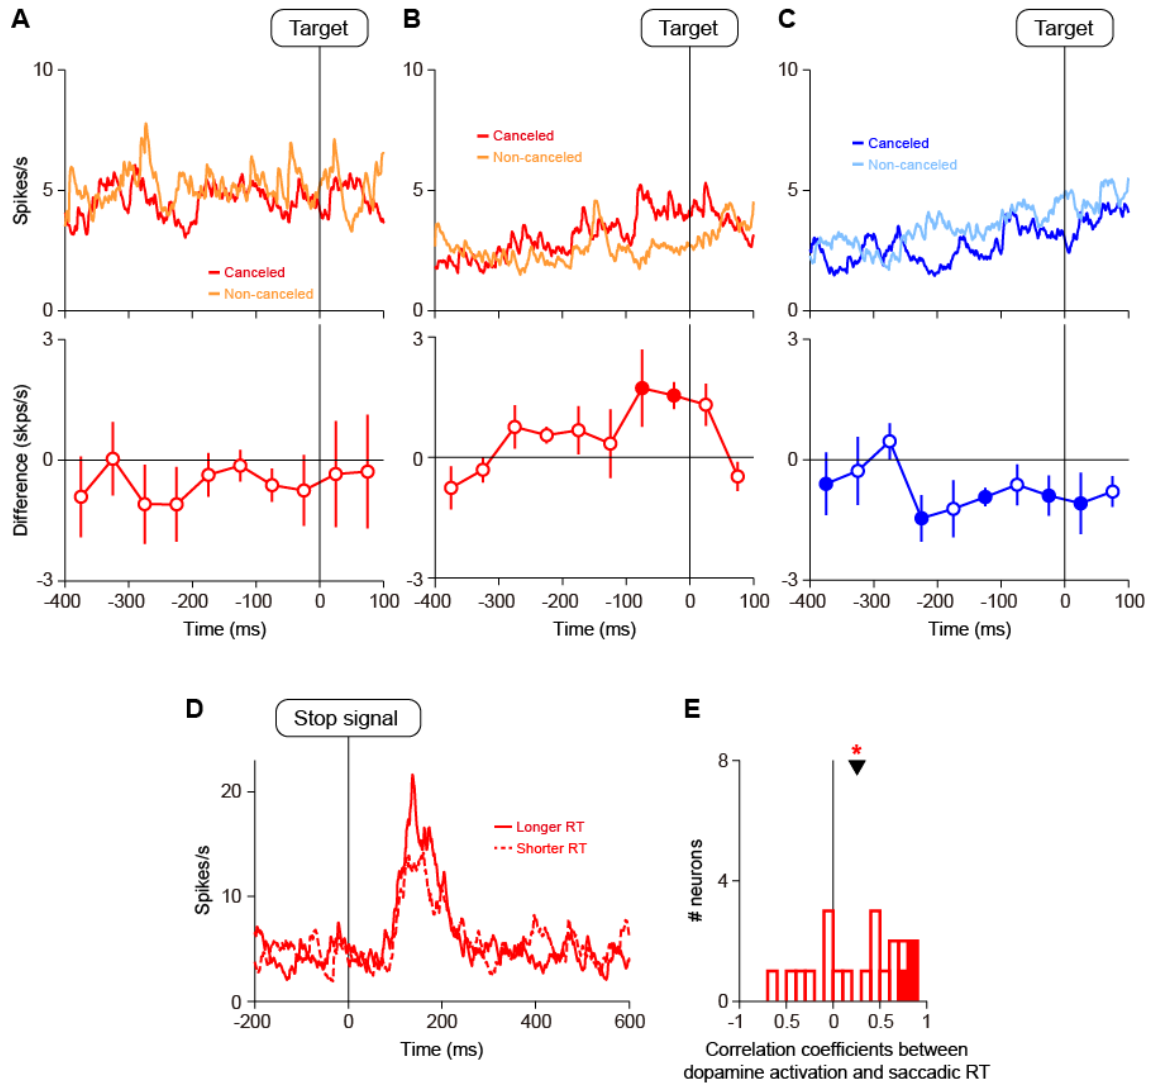 A
Target
10
5
0
Spikes/s
Canceled
Non-canceled
3
0
-3
Difference (skps/s)
-400 -300 -200 -100 0 100
Time (ms)
B
Target
10
5
0
Canceled
Non-canceled
3
0
-3
-400 -300 -200 -100 0 100
Time (ms)
C
Target
10
5
0
Canceled
Non-canceled
3
0
-3
-400 -300 -200 -100 0 100
Time (ms)
D
Stop signal
20
10
0
Spikes/s
Longer RT
Shorter RT
-200 0 200 400 600
Time (ms)
E
*
8
4
0
# neurons
-1 0.5 0 0.5 1
Correlation coefficients between
dopamine activation and saccadic RT